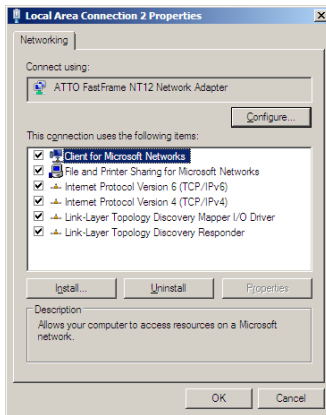 Local Area Connection 2 Properties
Networking
Connect using:
ATTO FastFrame NT12 Network Adapter
Configure...
This connection uses the following items:
Client for Microsoft Networks
File and Printer Sharing for Microsoft Networks
Internet Protocol Version 6 (TCP/IPv6)
Internet Protocol Version 4 (TCP/IPv4)
Link-Layer Topology Discovery Mapper I/O Driver
Link-Layer Topology Discovery Responder
Install... Uninstall Properties
Description
Allows your computer to access resources on a Microsoft
network.
OK Cancel